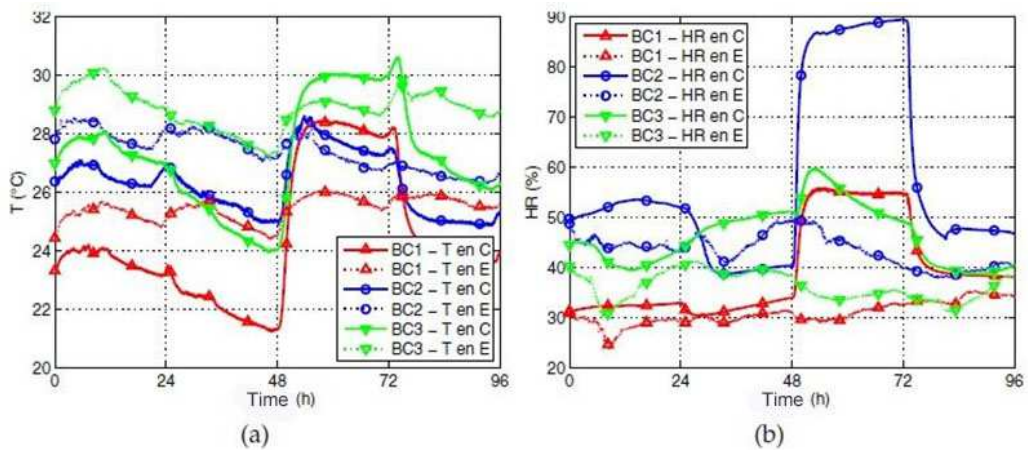 32
30
28
26
24
22
20
T (°C)
0
24
48
72
96
Time (h)
BC1 – T en C
BC1 – T en E
BC2 – T en C
BC2 – T en E
BC3 – T en C
BC3 – T en E
(a)
90
80
70
60
50
40
30
20
HR (%)
0
24
48
72
96
Time (h)
BC1 – HR en C
BC1 – HR en E
BC2 – HR en C
BC2 – HR en E
BC3 – HR en C
BC3 – HR en E
(b)